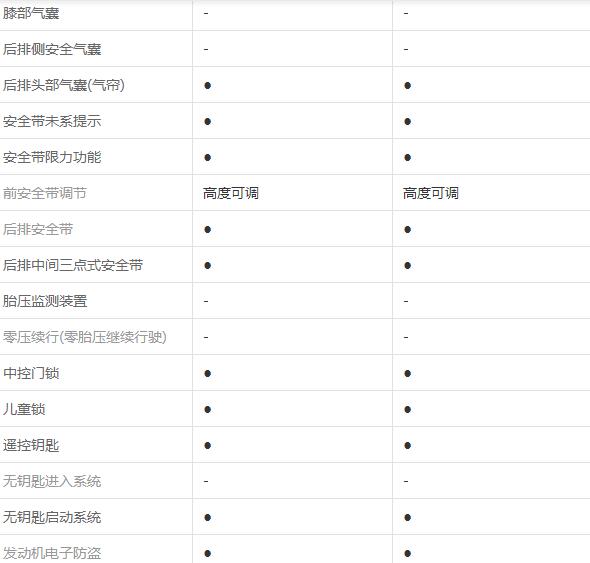 膝部气囊 - -
后排侧安全气囊 - -
后排头部气囊(气帘) ● ●
安全带未系提示 ● ●
安全带限力功能 ● ●
前安全带调节 高度可调 高度可调
后排安全带 ● ●
后排中间三点式安全带 ● ●
胎压监测装置 - -
零压续行(零胎压继续行驶) - -
中控门锁 ● ●
儿童锁 ● ●
遥控钥匙 ● ●
无钥匙进入系统 - -
无钥匙启动系统 ● ●
发动机电子防盗 ● ●